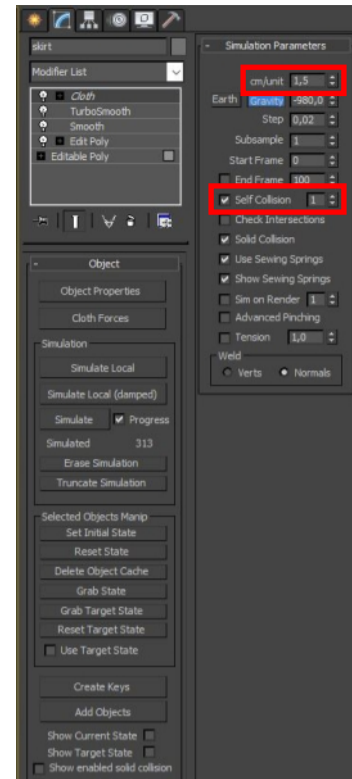 skirt
Modifier List
Cloth
TurboSmooth
Smooth
Edit Poly
Editable Poly
- Object
Object Properties
Cloth Forces
Simulation
Simulate Local
Simulate Local (damped)
Simulate Progress
Simulated 313
Erase Simulation
Truncate Simulation
Selected Objects Manip
Set Initial State
Reset State
Delete Object Cache
Grab State
Grab Target State
Reset Target State
Use Target State
Create Keys
Add Objects
Show Current State
Show Target State
Show enabled solid collision
- Simulation Parameters
cm/unit 1,5
Earth Gravity -980,0
Step 0,02
Subsample 1
Start Frame 0
End Frame 100
Self Collision 1
Check Intersections
Solid Collision
Use Sewing Springs
Show Sewing Springs
Sim on Render 1
Advanced Pinching
Tension 1,0
Weld
Verts Normals